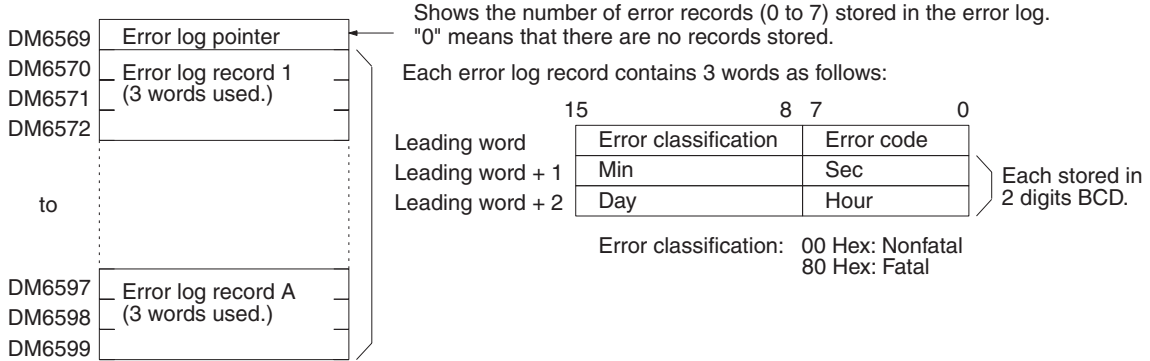 Shows the number of error records (0 to 7) stored in the error log.
DM6569 Error log pointer "0" means that there are no records stored.
DM6570 Error log record 1
DM6571 (3 words used.)
DM6572
to
DM6597 Error log record A
DM6598 (3 words used.)
DM6599
Each error log record contains 3 words as follows:
15 8 7 0
Leading word Error classification Error code
Leading word + 1 Min Sec
Leading word + 2 Day Hour
Each stored in
2 digits BCD.
Error classification: 00 Hex: Nonfatal
80 Hex: Fatal